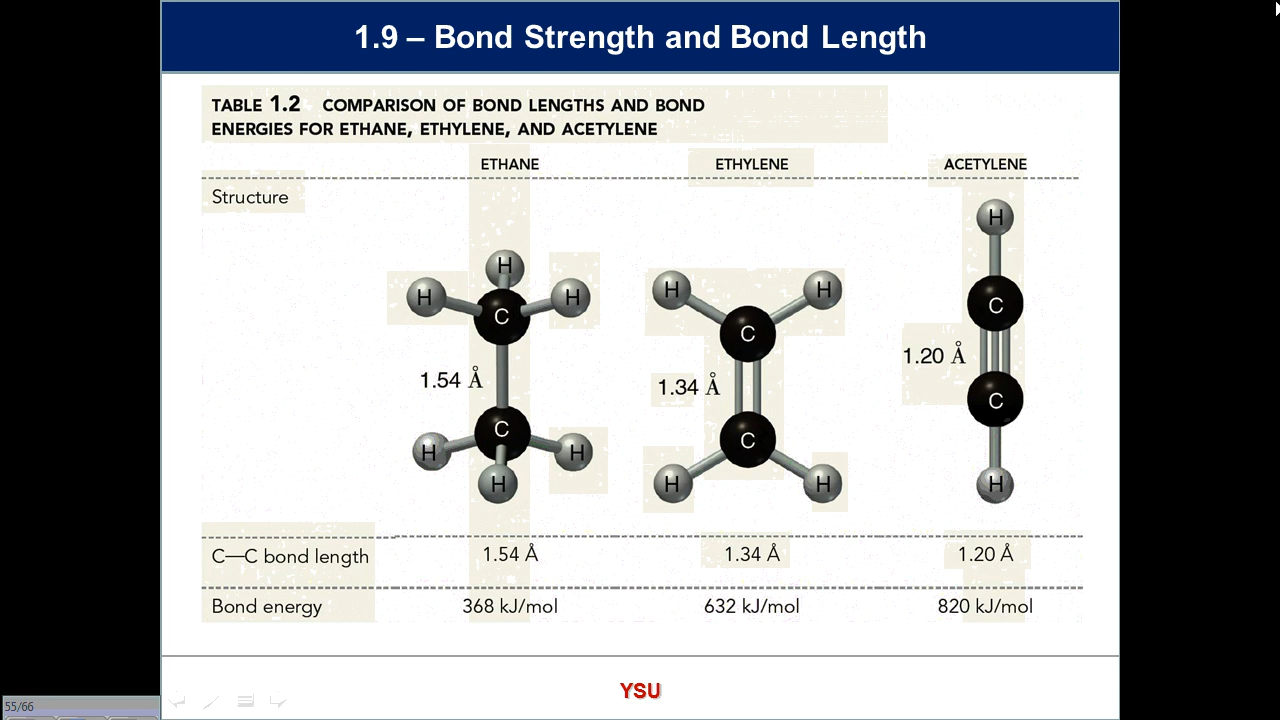 1.9 – Bond Strength and Bond Length
TABLE 1.2 COMPARISON OF BOND LENGTHS AND BOND
ENERGIES FOR ETHANE, ETHYLENE, AND ACETYLENE
ETHANE ETHYLENE ACETYLENE
Structure
H
H H H
C
H H
C
C
1.54 Å
1.34 Å
1.20 Å
C
C
C
H H
H
H H
H
C—C bond length 1.54 Å 1.34 Å 1.20 Å
Bond energy 368 kJ/mol 632 kJ/mol 820 kJ/mol
YSU
55/66